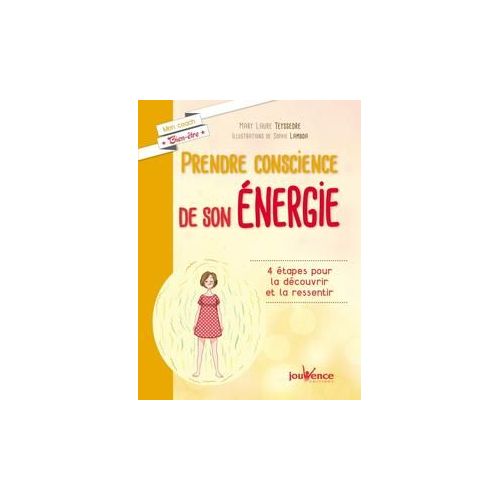 Mon coach
Bien-être
MARY LAURE TEYSSEDRE
ILLUSTRATIONS DE SOPHIE LAMBDA
PRENDRE CONSCIENCE
DE SON ÉNERGIE
4 étapes pour
la découvrir
et la ressentir
jouvence
EDITIONS